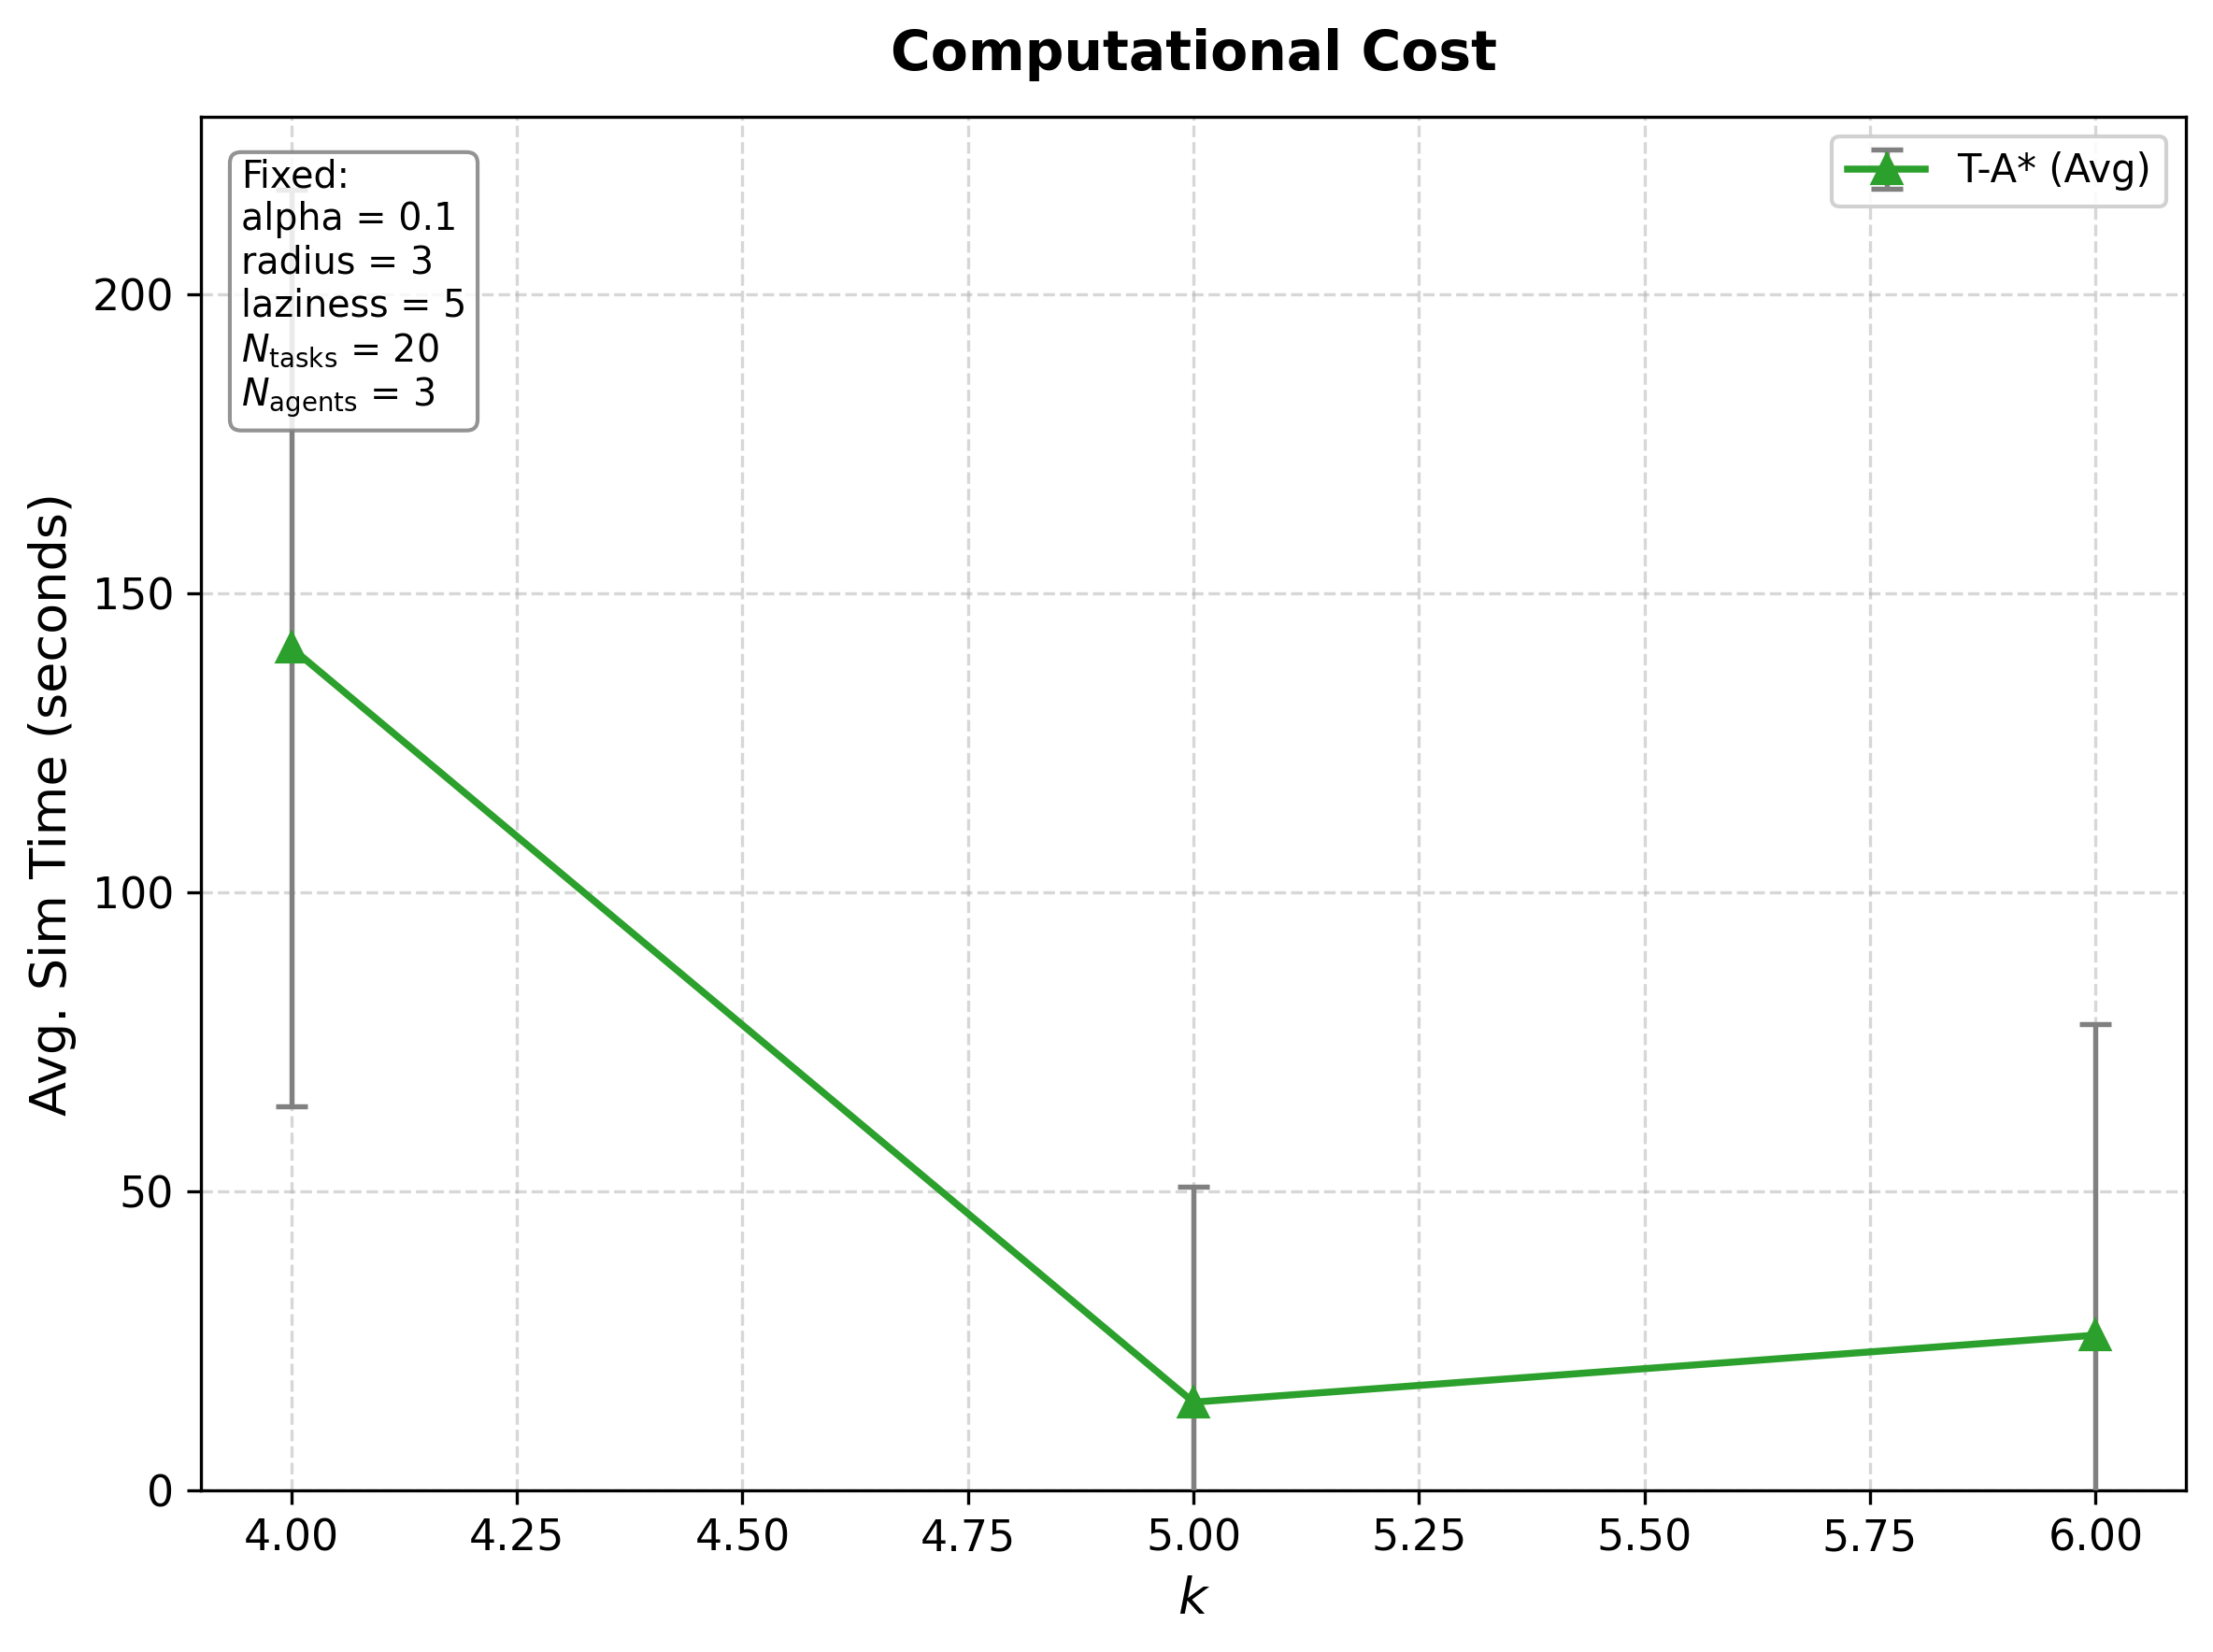 Computational Cost
Fixed:
alpha = 0.1
radius = 3
laziness = 5
N_tasks = 20
N_agents = 3
T-A* (Avg)
Avg. Sim Time (seconds)
200
150
100
50
0
4.00 4.25 4.50 4.75 5.00 5.25 5.50 5.75 6.00
k